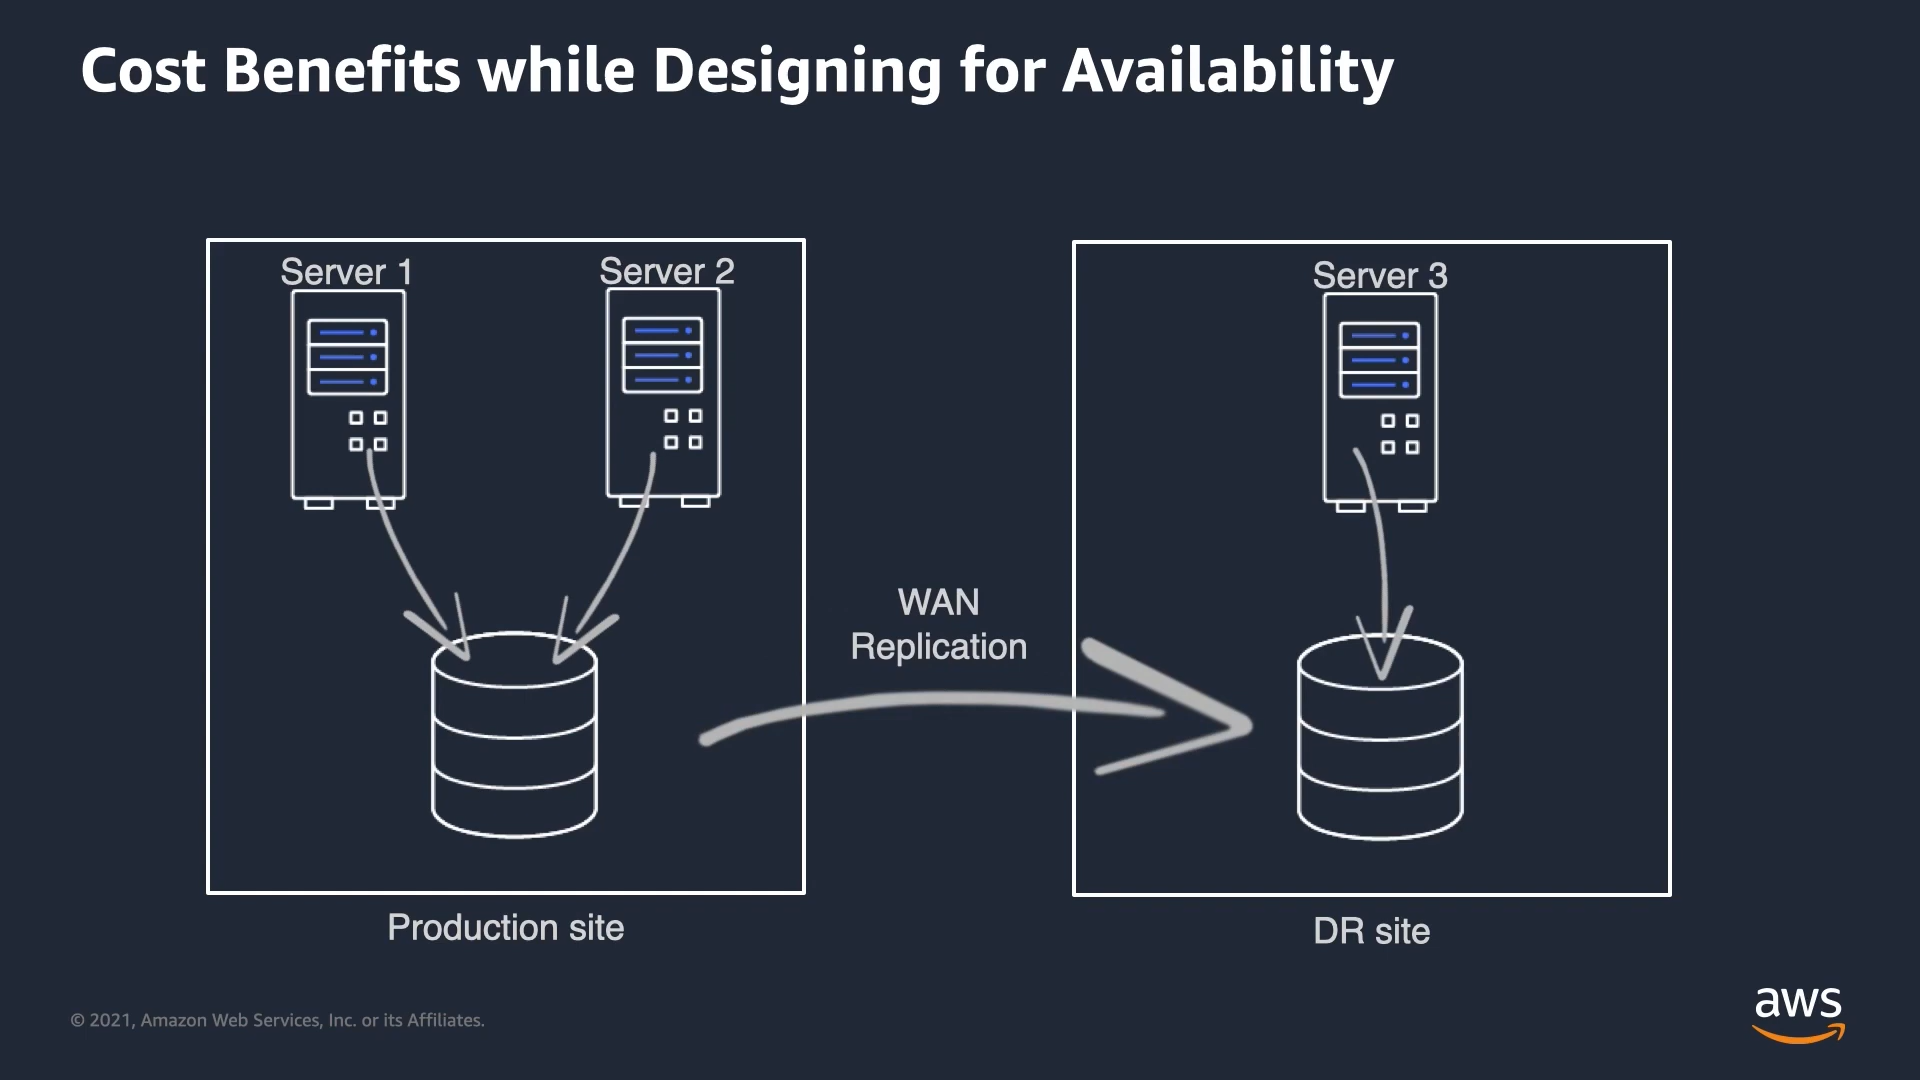 Cost Benefits while Designing for Availability
Server 1
Server 2
Server 3
WAN
Replication
Production site
DR site
© 2021, Amazon Web Services, Inc. or its Affiliates.
aws